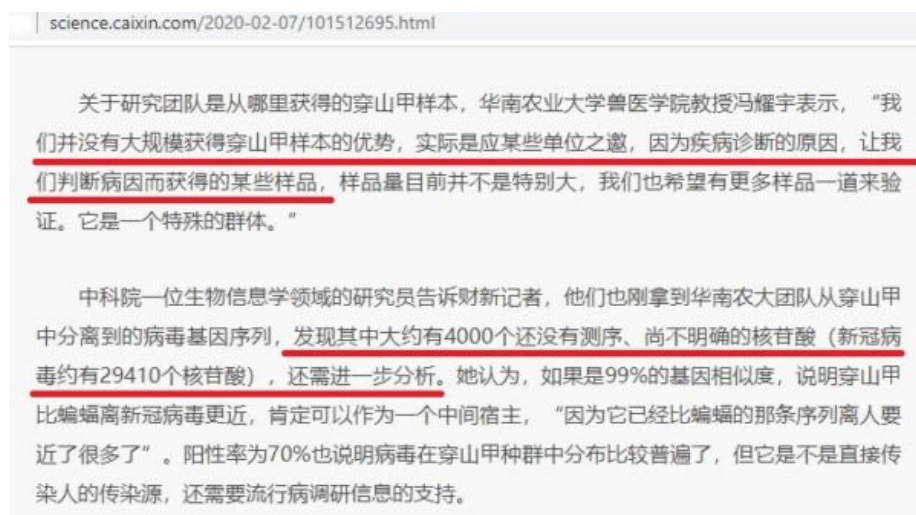 science.caixin.com/2020-02-07/101512695.html
关于研究团队是从哪里获得的穿山甲样本，华南农业大学兽医学院教授冯耀宇表示，“我
们并没有大规模获得穿山甲样本的优势，实际是应某些单位之邀，因为疾病诊断的原因，让我
们判断病因而获得的某些样品，样品量目前并不是特别大，我们也希望有更多样品一道来验
证。它是一个特殊的群体。”
中科院一位生物信息学领域的研究员告诉财新记者，他们也刚拿到华南农大团队从穿山甲
中分离到的病毒基因序列，发现其中大约有4000个还没有测序、尚不明确的核苷酸（新冠病
毒约有29410个核苷酸），还需进一步分析。她认为，如果是99%的基因相似度，说明穿山甲
比蝙蝠离新冠病毒更近，肯定可以作为一个中间宿主，“因为它已经比蝙蝠的那条序列离人要
近了很多了”。阳性率为70%也说明病毒在穿山甲种群中分布比较普遍了，但它是不是直接传
染人的传染源，还需要流行病调研信息的支持。